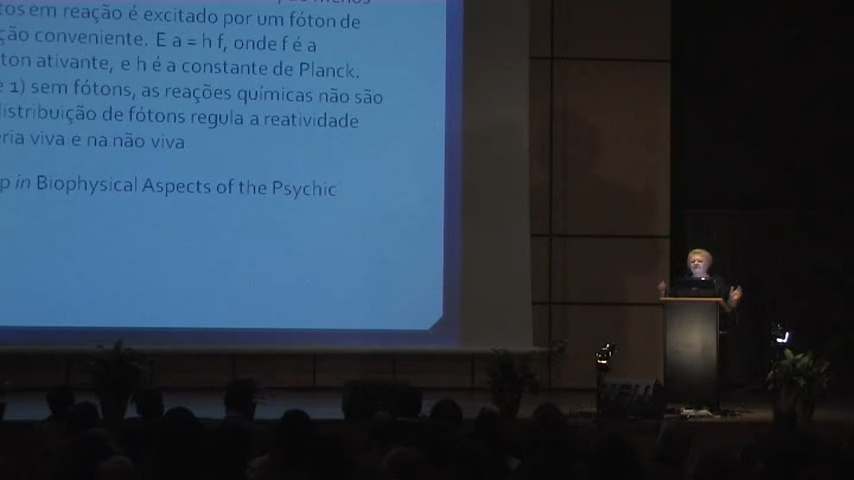 tos em reação é excitado por um fóton de
ção conveniente. E a = h f, onde f é a
ton ativante, e h é a constante de Planck.
e 1) sem fótons, as reações químicas não são
distribuição de fótons regula a reatividade
ria viva e na não viva
p in Biophysical Aspects of the Psychic